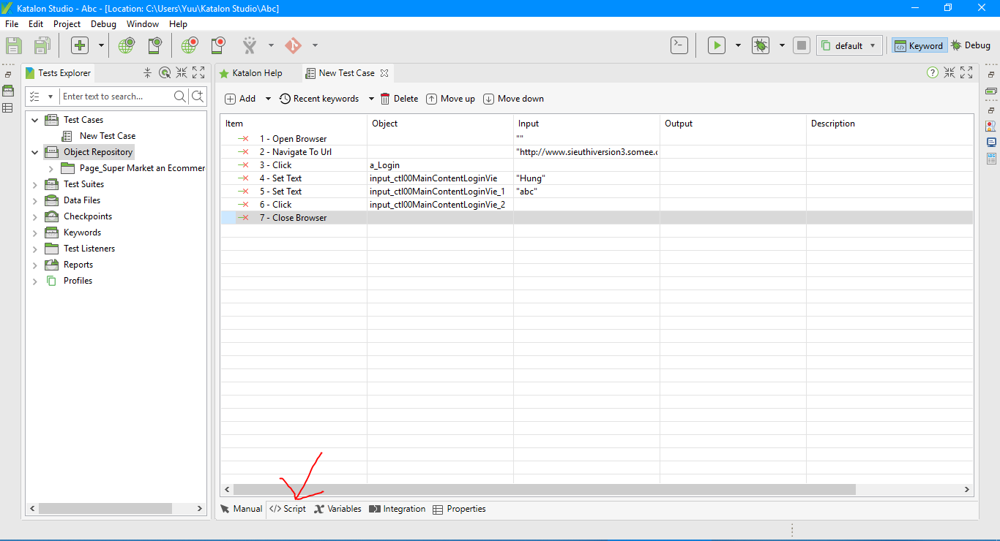 Katalon Studio - Abc - [Location: C:\Users\Yuu\Katalon Studio\Abc]
File Edit Project Debug Window Help
default Keyword Debug
Tests Explorer
Katalon Help New Test Case
Enter text to search...
Add Recent keywords Delete Move up Move down
Test Cases
New Test Case
Object Repository
Page_Super Market an Ecommer
Test Suites
Data Files
Checkpoints
Keywords
Test Listeners
Reports
Profiles
Item Object Input Output Description
1 - Open Browser ""
2 - Navigate To Url "http://www.sieuthiversion3.somee.
3 - Click a_Login
4 - Set Text input_ctl00MainContentLoginVie "Hung"
5 - Set Text input_ctl00MainContentLoginVie_1 "abc"
6 - Click input_ctl00MainContentLoginVie_2
7 - Close Browser
Manual </> Script Variables Integration Properties